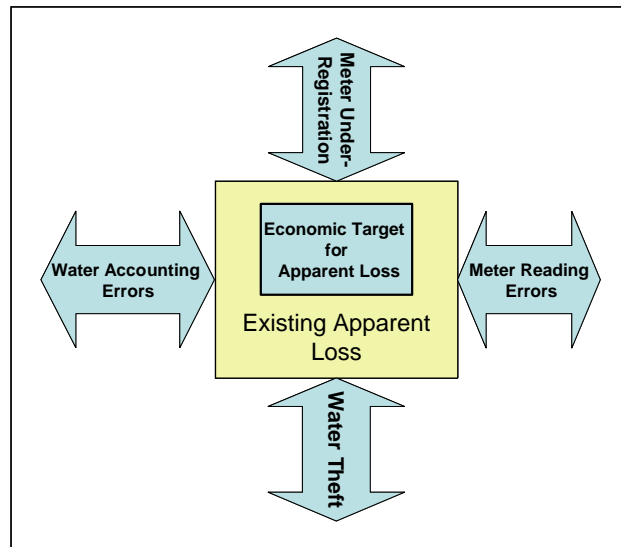 Meter Under-
Registration
Economic Target
for
Apparent Loss
Water Accounting
Errors
Meter Reading
Errors
Existing Apparent
Loss
Water Theft